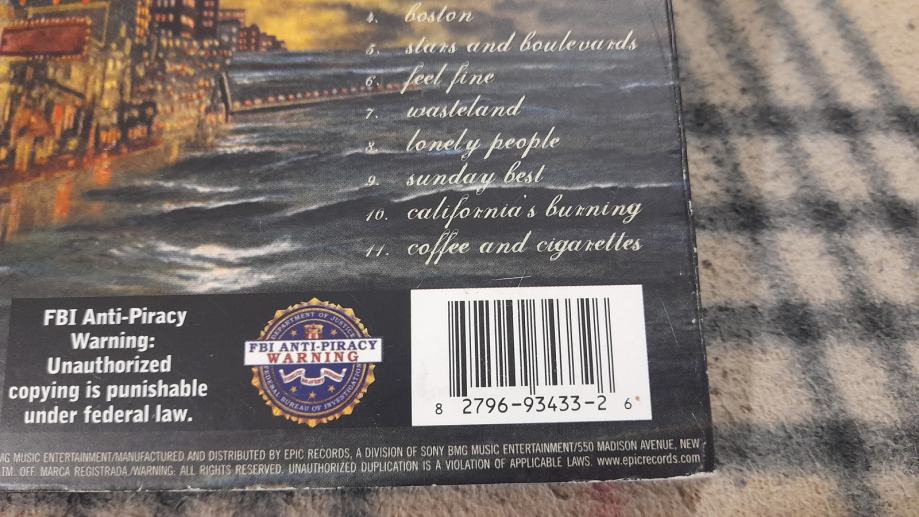 4. boston
5. stars and boulevards
6. feel fine
7. wasteland
8. lonely people
9. sunday best
10. california's burning
11. coffee and cigarettes
FBI Anti-Piracy
Warning:
Unauthorized
copying is punishable
under federal law.
DEPARTMENT OF JUSTICE
FBI ANTI-PIRACY
WARNING
FEDERAL BUREAU OF INVESTIGATION
8 2796-93433-2 6
MG MUSIC ENTERTAINMENT/MANUFACTURED AND DISTRIBUTED BY EPIC RECORDS, A DIVISION OF SONY BMG MUSIC ENTERTAINMENT/550 MADISON AVENUE, NEW
TM. OFF. MARCA REGISTRADA/WARNING: ALL RIGHTS RESERVED. UNAUTHORIZED DUPLICATION IS A VIOLATION OF APPLICABLE LAWS. www.epicrecords.com